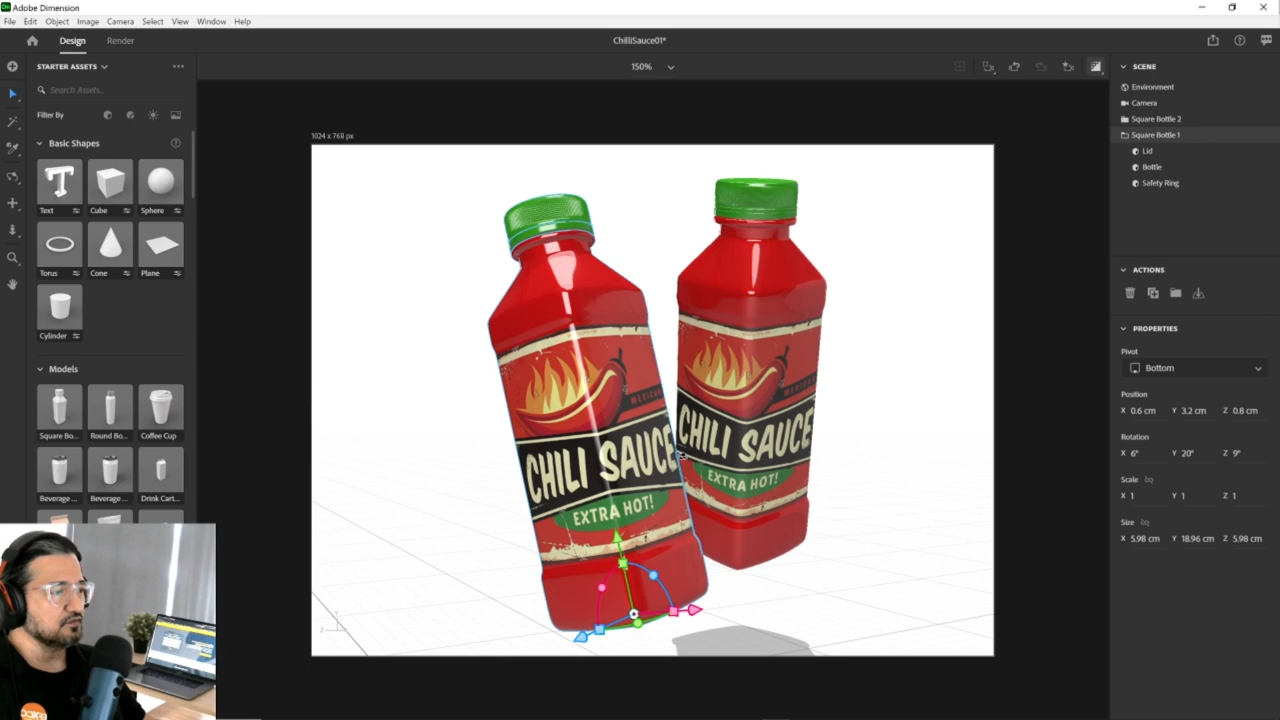 Dn Adobe Dimension
File Edit Object Image Camera Select View Window Help
Design Render
ChilliSauce01*
STARTER ASSETS
150%
Search Assets...
Filter By
Basic Shapes
Text Cube Sphere
Torus Cone Plane
Cylinder
Models
Square Bo... Round Bo... Coffee Cup
Beverage ... Beverage ... Drink Cart...
1024 x 768 px
MEXICAN
CHILI SAUCE
EXTRA HOT!
MEXICAN
CHILI SAUCE
EXTRA HOT!
SCENE
Environment
Camera
Square Bottle 2
Square Bottle 1
Lid
Bottle
Safety Ring
ACTIONS
PROPERTIES
Pivot
Bottom
Position
X 0.6 cm Y 3.2 cm Z 0.8 cm
Rotation
X 6° Y 20° Z 9°
Scale
X 1 Y 1 Z 1
Size
X 5.98 cm Y 18.96 cm Z 5.98 cm